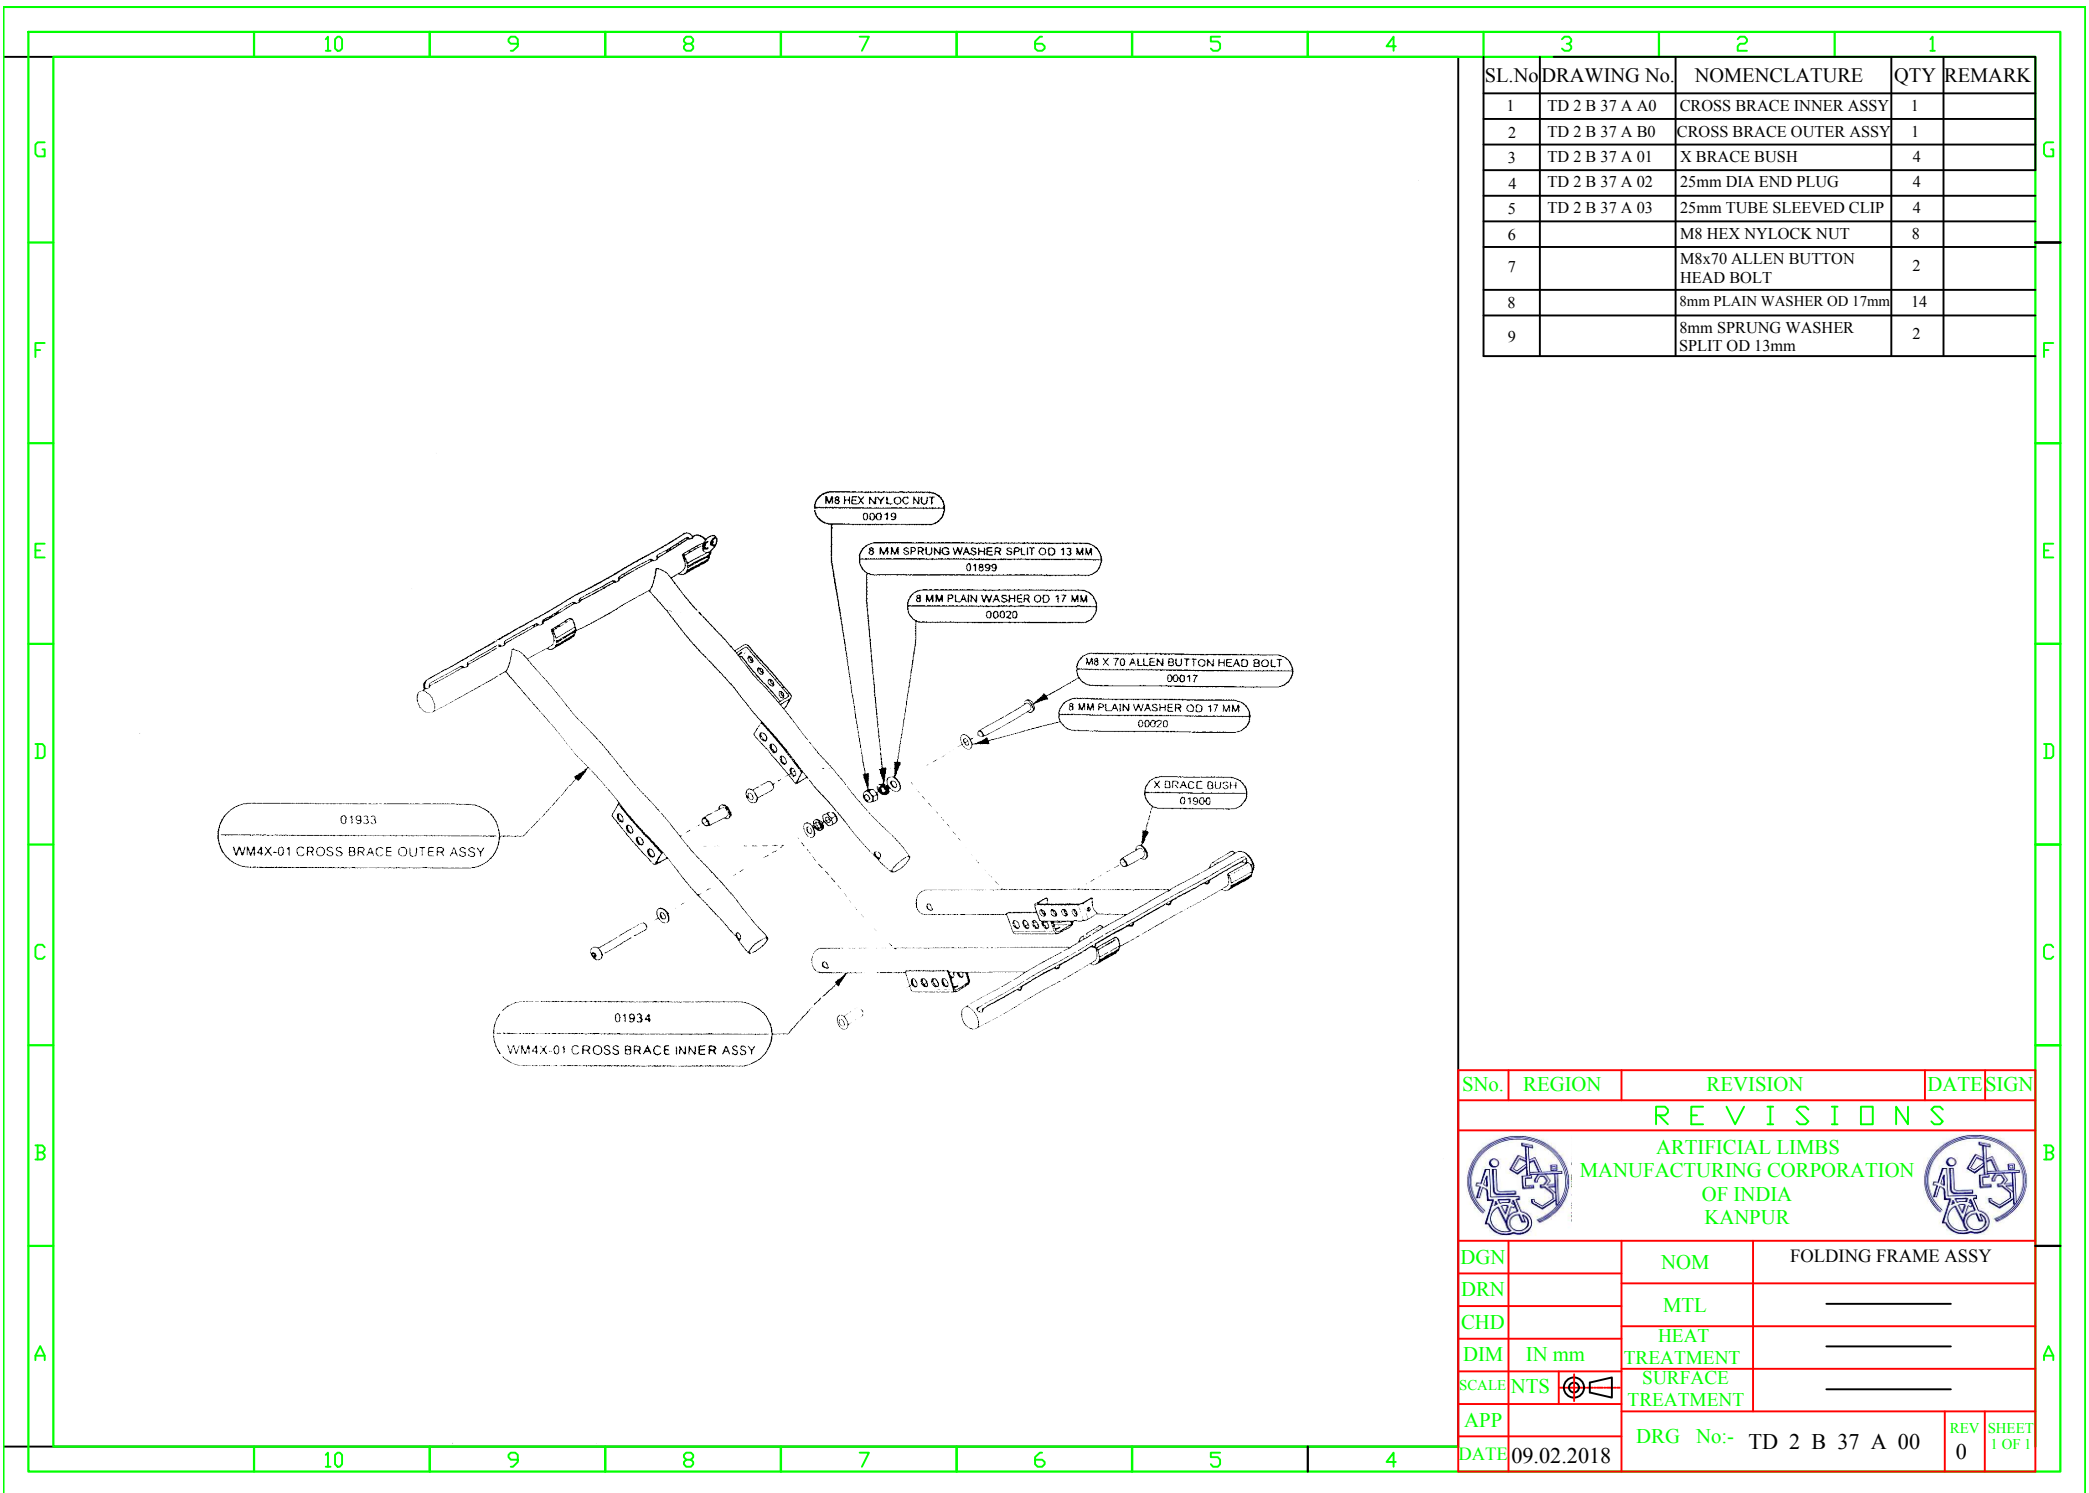 10 9 8 7 6 5 4 3 2 1
SL.No DRAWING No. NOMENCLATURE QTY REMARK
1 TD 2 B 37 A A0 CROSS BRACE INNER ASSY 1
2 TD 2 B 37 A B0 CROSS BRACE OUTER ASSY 1
3 TD 2 B 37 A 01 X BRACE BUSH 4
4 TD 2 B 37 A 02 25mm DIA END PLUG 4
5 TD 2 B 37 A 03 25mm TUBE SLEEVED CLIP 4
6 M8 HEX NYLOCK NUT 8
7 M8x70 ALLEN BUTTON
HEAD BOLT 2
8 8mm PLAIN WASHER OD 17mm 14
9 8mm SPRUNG WASHER
SPLIT OD 13mm 2
G G
F F
E E
D D
C C
B B
A A
M8 HEX NYLOC NUT
00019
8 MM SPRUNG WASHER SPLIT OD 13 MM
01899
8 MM PLAIN WASHER OD 17 MM
00020
M8 X 70 ALLEN BUTTON HEAD BOLT
00017
8 MM PLAIN WASHER OD 17 MM
00020
X BRACE BUSH
01900
01933
WM4X-01 CROSS BRACE OUTER ASSY
01934
WM4X-01 CROSS BRACE INNER ASSY
SNo. REGION REVISION DATE SIGN
REVISIONS
ARTIFICIAL LIMBS
MANUFACTURING CORPORATION
OF INDIA
KANPUR
DGN
DRN
CHD
DIM IN mm
SCALE NTS
APP
DATE 09.02.2018
NOM FOLDING FRAME ASSY
MTL
HEAT
TREATMENT
SURFACE
TREATMENT
DRG No:- TD 2 B 37 A 00
REV
0
SHEET
1 OF 1
10 9 8 7 6 5 4